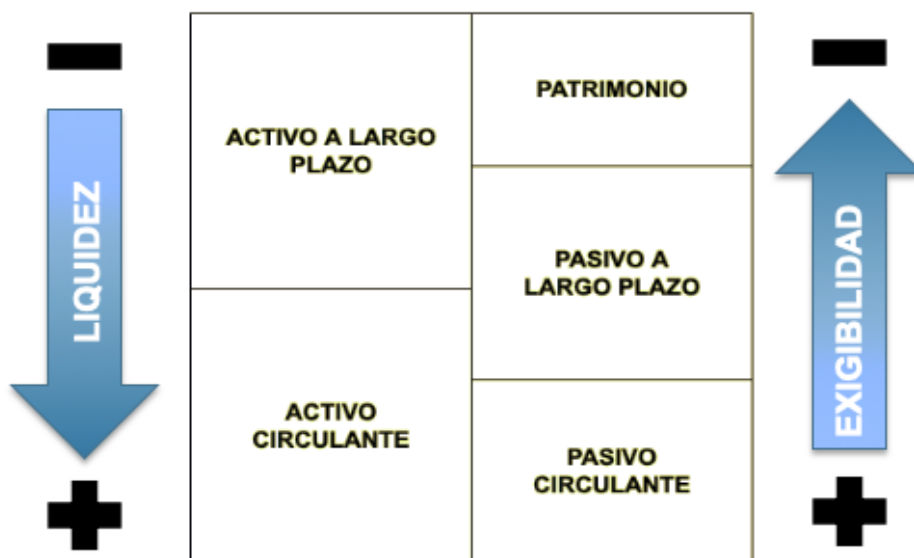 LIQUIDEZ
ACTIVO A LARGO
PLAZO
ACTIVO
CIRCULANTE
PATRIMONIO
PASIVO A
LARGO PLAZO
PASIVO
CIRCULANTE
EXIGIBILIDAD